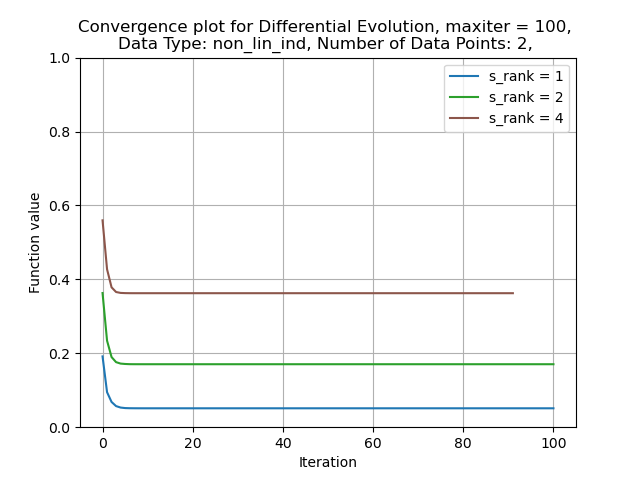 Convergence plot for Differential Evolution, maxiter = 100,
Data Type: non_lin_ind, Number of Data Points: 2,
1.0
0.8
0.6
0.4
0.2
0.0
Function value
s_rank = 1
s_rank = 2
s_rank = 4
0 20 40 60 80 100
Iteration